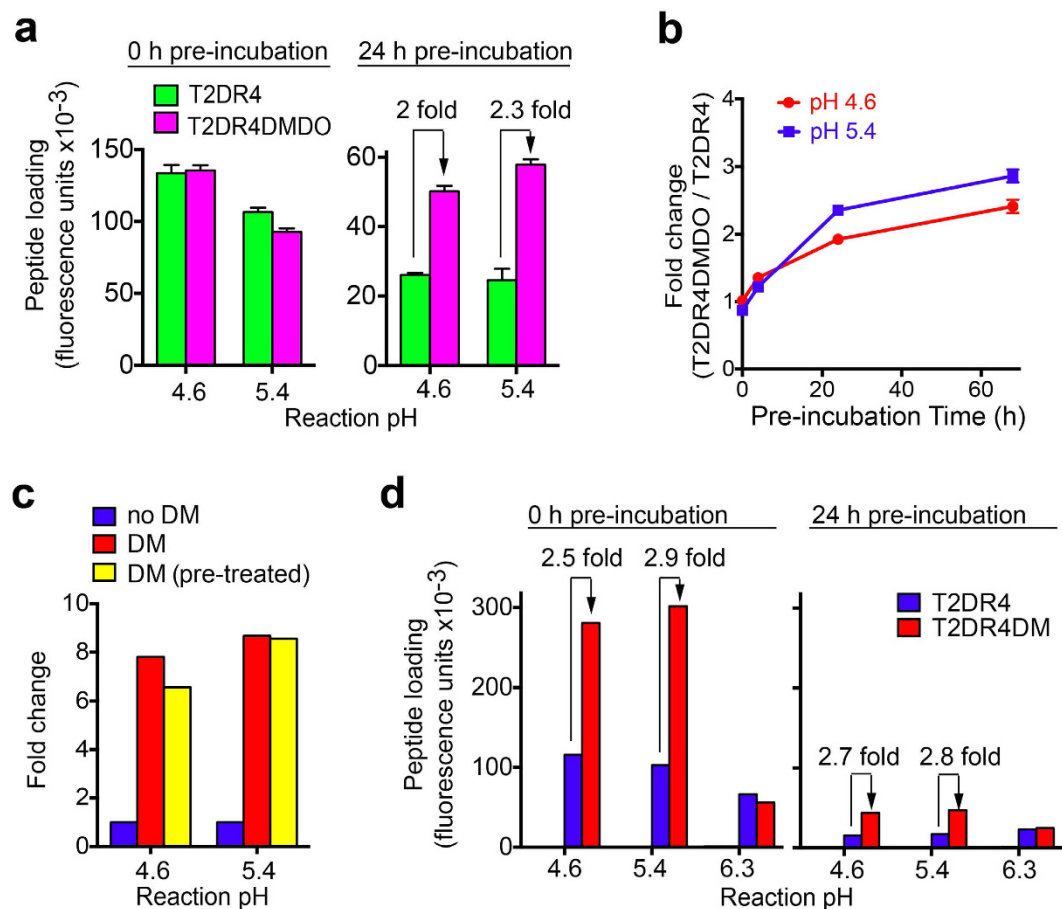 a
0 h pre-incubation
24 h pre-incubation
T2DR4
T2DR4DMDO
2 fold
2.3 fold
Peptide loading
(fluorescence units x10-3)
150
100
50
0
60
40
20
0
4.6
5.4
4.6
5.4
Reaction pH
b
pH 4.6
pH 5.4
Fold change
(T2DR4DMDO / T2DR4)
4
3
2
1
0
0
20
40
60
Pre-incubation Time (h)
c
no DM
DM
DM (pre-treated)
Fold change
10
8
6
4
2
0
4.6
5.4
Reaction pH
d
0 h pre-incubation
24 h pre-incubation
2.5 fold
2.9 fold
T2DR4
T2DR4DM
2.7 fold
2.8 fold
Peptide loading
(fluorescence units x10-3)
300
200
100
0
4.6
5.4
6.3
4.6
5.4
6.3
Reaction pH